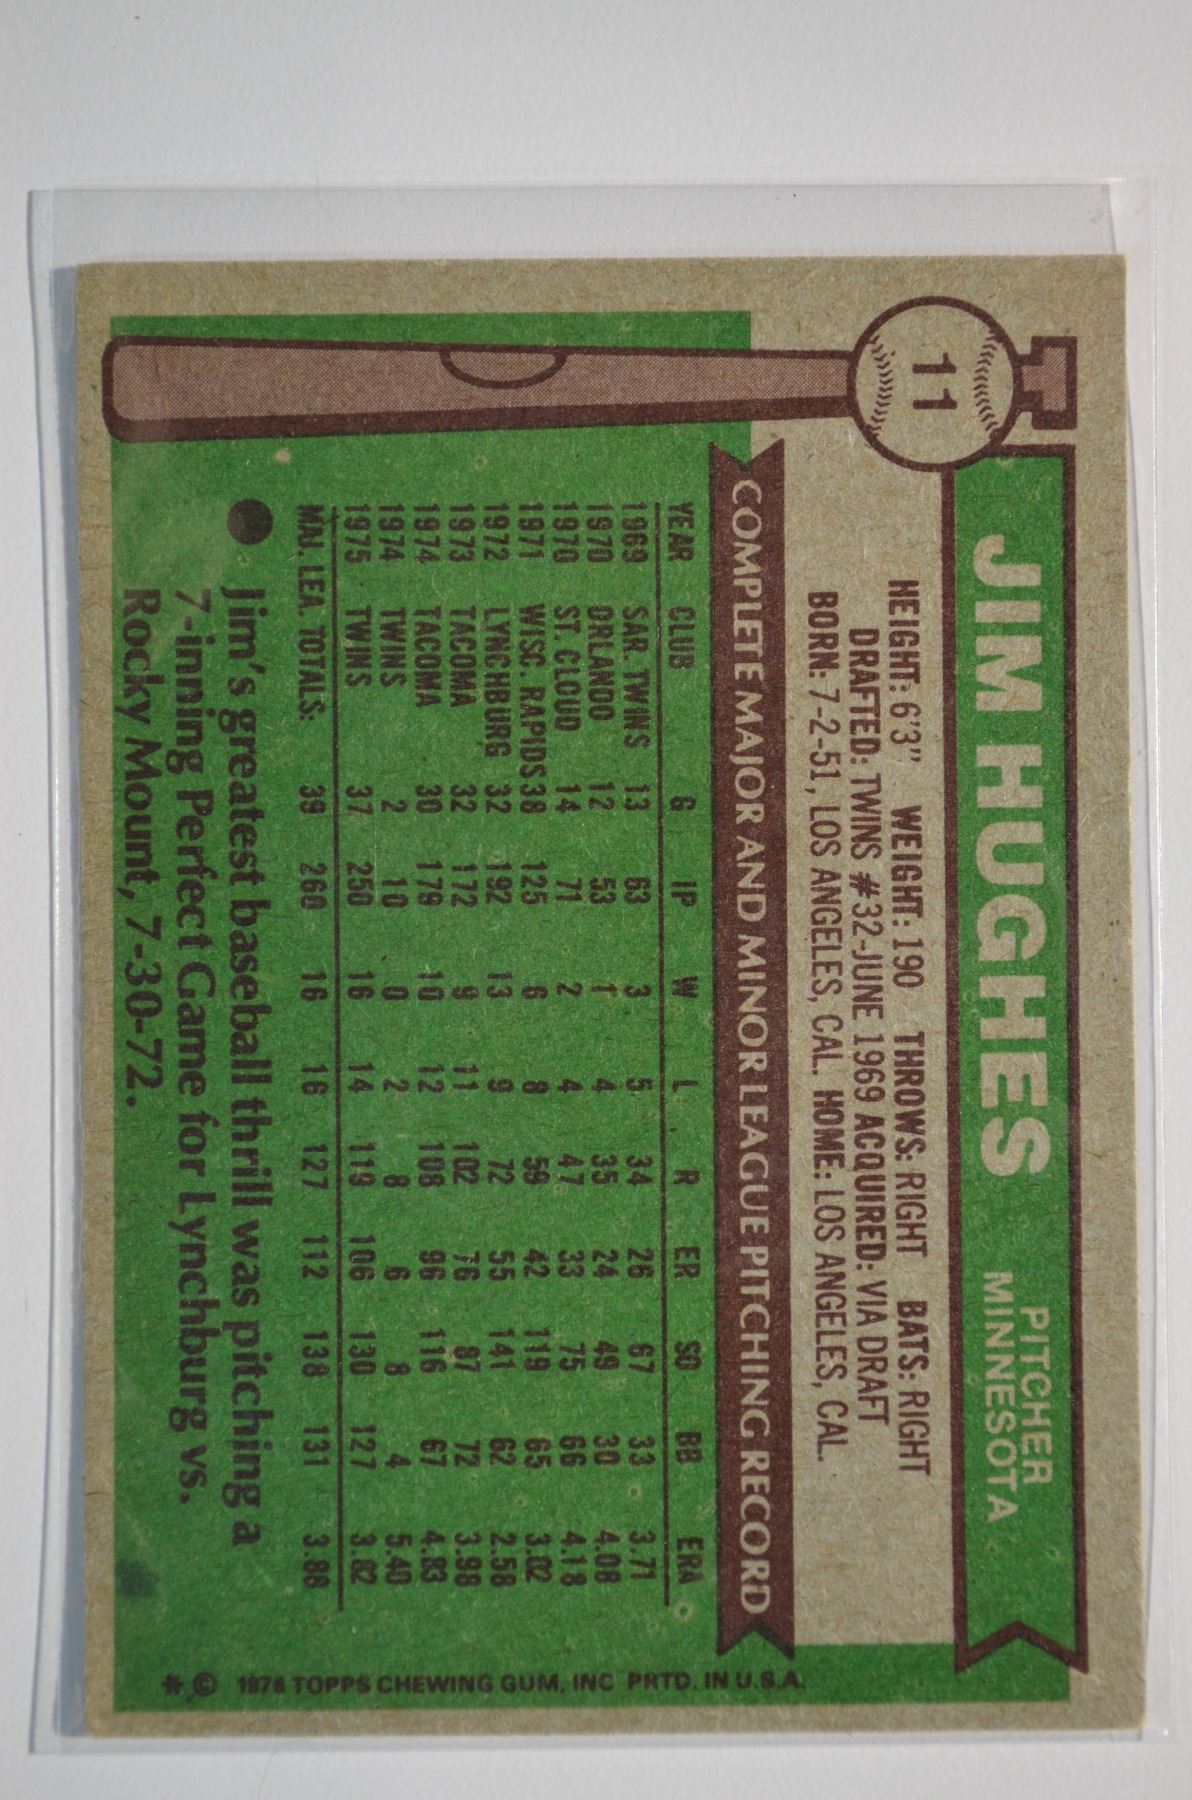 11
JIM HUGHES
PITCHER
MINNESOTA
HEIGHT: 6'3" WEIGHT: 190 THROWS: RIGHT BATS: RIGHT
DRAFTED: TWINS #32-JUNE 1969 ACQUIRED: VIA DRAFT
BORN: 7-2-51, LOS ANGELES, CAL. HOME: LOS ANGELES, CAL.
COMPLETE MAJOR AND MINOR LEAGUE PITCHING RECORD
YEAR CLUB G IP W L R ER SO BB ERA
1969 SAR. TWINS 13 63 3 5 34 26 67 33 3.71
1970 ORLANDO 12 53 1 4 35 24 49 30 4.08
1970 ST. CLOUD 14 71 2 4 47 33 75 66 4.18
1971 WISC. RAPIDS 38 125 6 8 59 42 119 65 3.02
1972 LYNCHBURG 32 192 13 9 72 55 141 62 2.58
1973 TACOMA 32 172 9 11 102 76 87 72 3.98
1974 TACOMA 30 179 10 12 108 96 116 67 4.83
1974 TWINS 2 10 0 2 8 6 8 4 5.40
1975 TWINS 37 250 16 14 119 106 130 127 3.82
MAJ. LEA. TOTALS: 39 260 16 16 127 112 138 131 3.88
Jim's greatest baseball thrill was pitching a
7-inning Perfect Game for Lynchburg vs.
Rocky Mount, 7-30-72.
* © 1976 TOPPS CHEWING GUM, INC PRTD. IN U.S.A.